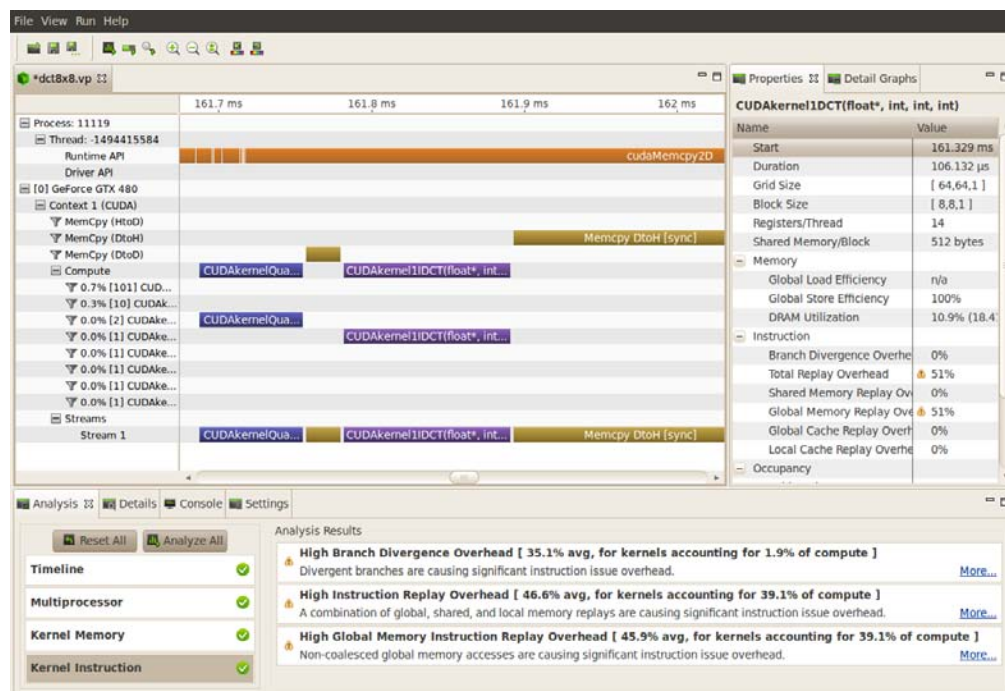 File View Run Help
*dct8x8.vp
161.7 ms 161.8 ms 161.9 ms 162 ms
Process: 11119
Thread: -1494415584
Runtime API cudaMemcpy2D
Driver API
[0] GeForce GTX 480
Context 1 (CUDA)
MemCpy (HtoD)
MemCpy (DtoH) Memcpy DtoH [sync]
MemCpy (DtoD)
Compute CUDAkernelQua... CUDAkernel1IDCT(float*, int...
0.7% [101] CUD...
0.3% [10] CUDAk...
0.0% [2] CUDAke... CUDAkernelQua...
0.0% [1] CUDAke... CUDAkernel1IDCT(float*, int...
0.0% [1] CUDAke...
0.0% [1] CUDAke...
0.0% [1] CUDAke...
Streams
Stream 1 CUDAkernelQua... CUDAkernel1IDCT(float*, int... Memcpy DtoH [sync]
Properties Detail Graphs
CUDAkernel1DCT(float*, int, int, int)
Name Value
Start 161.329 ms
Duration 106.132 µs
Grid Size [ 64,64,1 ]
Block Size [ 8,8,1 ]
Registers/Thread 14
Shared Memory/Block 512 bytes
Memory
Global Load Efficiency n/a
Global Store Efficiency 100%
DRAM Utilization 10.9% (18.4
Instruction
Branch Divergence Overhe 0%
Total Replay Overhead 51%
Shared Memory Replay Ov 0%
Global Memory Replay Ove 51%
Global Cache Replay Overh 0%
Local Cache Replay Overhe 0%
Occupancy
Analysis Details Console Settings
Reset All Analyze All
Timeline
Multiprocessor
Kernel Memory
Kernel Instruction
Analysis Results
High Branch Divergence Overhead [ 35.1% avg, for kernels accounting for 1.9% of compute ]
Divergent branches are causing significant instruction issue overhead. More...
High Instruction Replay Overhead [ 46.6% avg, for kernels accounting for 39.1% of compute ]
A combination of global, shared, and local memory replays are causing significant instruction issue overhead. More...
High Global Memory Instruction Replay Overhead [ 45.9% avg, for kernels accounting for 39.1% of compute ]
Non-coalesced global memory accesses are causing significant instruction issue overhead. More...